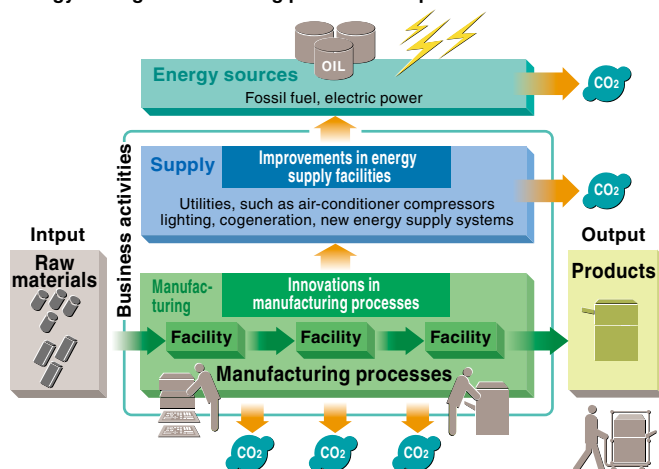 OIL
Energy sources
Fossil fuel, electric power
CO2
Business activities
Supply
Improvements in energy
supply facilities
Utilities, such as air-conditioner compressors
lighting, cogeneration, new energy supply systems
CO2
Intput
Raw
materials
Manufac-
turing
Innovations in
manufacturing processes
Facility
Facility
Facility
Manufacturing processes
Output
Products
CO2
CO2
CO2